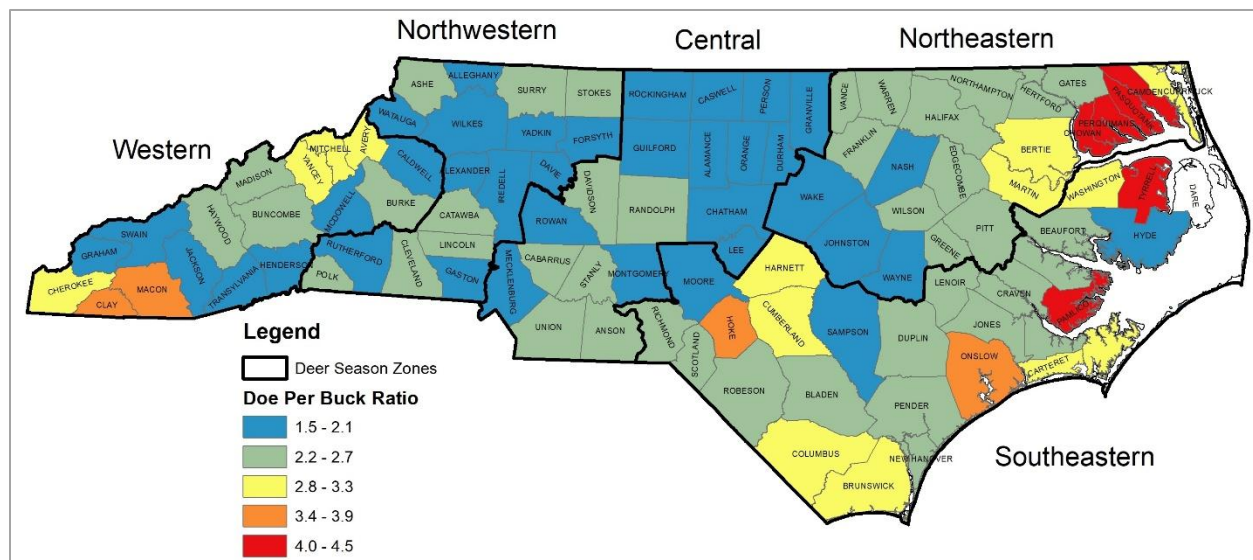 Northwestern
Central
Northeastern
Western
Southeastern
ASHE
ALLEGHANY
SURRY
STOKES
ROCKINGHAM
CASWELL
PERSON
GRANVILLE
VANCE
WARREN
NORTHAMPTON
HERTFORD
GATES
PASQUOTANK
CAMDEN
CURRITUCK
WATAUGA
WILKES
YADKIN
FORSYTH
GUILFORD
ALAMANCE
ORANGE
DURHAM
FRANKLIN
HALIFAX
PERQUIMANS
CHOWAN
BERTIE
MITCHELL
AVERY
YANCEY
CALDWELL
ALEXANDER
IREDELL
DAVIE
DAVIDSON
RANDOLPH
CHATHAM
WAKE
NASH
EDGECOMBE
MARTIN
WASHINGTON
TYRRELL
DARE
MADISON
HAYWOOD
BUNCOMBE
MCDOWELL
BURKE
CATAWBA
ROWAN
WILSON
PITT
BEAUFORT
HYDE
SWAIN
GRAHAM
JACKSON
HENDERSON
TRANSYLVANIA
RUTHERFORD
POLK
CLEVELAND
LINCOLN
GASTON
MECKLENBURG
CABARRUS
STANLY
MONTGOMERY
MOORE
LEE
HARNETT
JOHNSTON
WAYNE
GREENE
LENOIR
CRAVEN
PAMLICO
CHEROKEE
CLAY
MACON
UNION
ANSON
RICHMOND
SCOTLAND
HOKE
CUMBERLAND
SAMPSON
DUPLIN
JONES
ONSLOW
CARTERET
ROBESON
BLADEN
PENDER
NEW HANOVER
COLUMBUS
BRUNSWICK
Legend
Deer Season Zones
Doe Per Buck Ratio
1.5 - 2.1
2.2 - 2.7
2.8 - 3.3
3.4 - 3.9
4.0 - 4.5